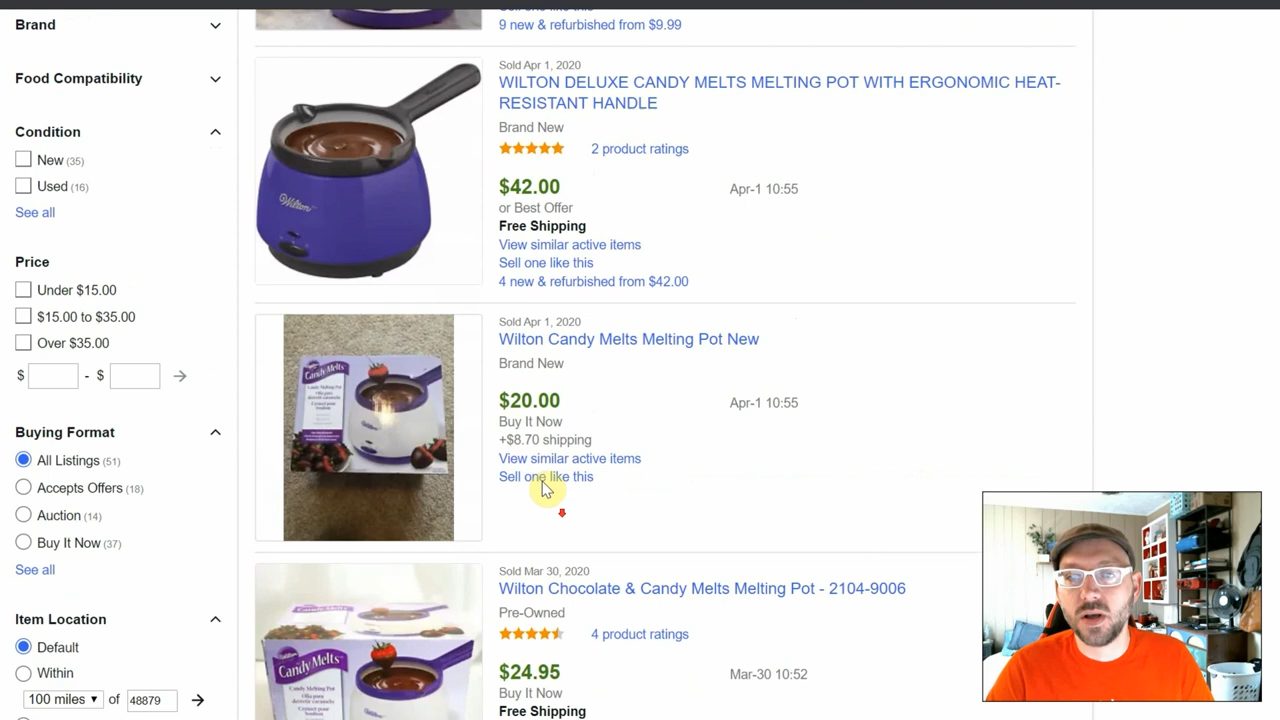 Brand
Food Compatibility
Condition
New (35)
Used (16)
See all
Price
Under $15.00
$15.00 to $35.00
Over $35.00
$ - $
Buying Format
All Listings (51)
Accepts Offers (18)
Auction (14)
Buy It Now (37)
See all
Item Location
Default
Within
100 miles ▼ of 48879
9 new & refurbished from $9.99
Sold Apr 1, 2020
WILTON DELUXE CANDY MELTS MELTING POT WITH ERGONOMIC HEAT-
RESISTANT HANDLE
Brand New
2 product ratings
$42.00
Apr-1 10:55
or Best Offer
Free Shipping
View similar active items
Sell one like this
4 new & refurbished from $42.00
Wilton
Sold Apr 1, 2020
Wilton Candy Melts Melting Pot New
Brand New
$20.00
Apr-1 10:55
Buy It Now
+$8.70 shipping
View similar active items
Sell one like this
Candy Melts
Sold Mar 30, 2020
Wilton Chocolate & Candy Melts Melting Pot - 2104-9006
Pre-Owned
4 product ratings
$24.95
Mar-30 10:52
Buy It Now
Free Shipping
Candy Melts
Candy Melting Pot